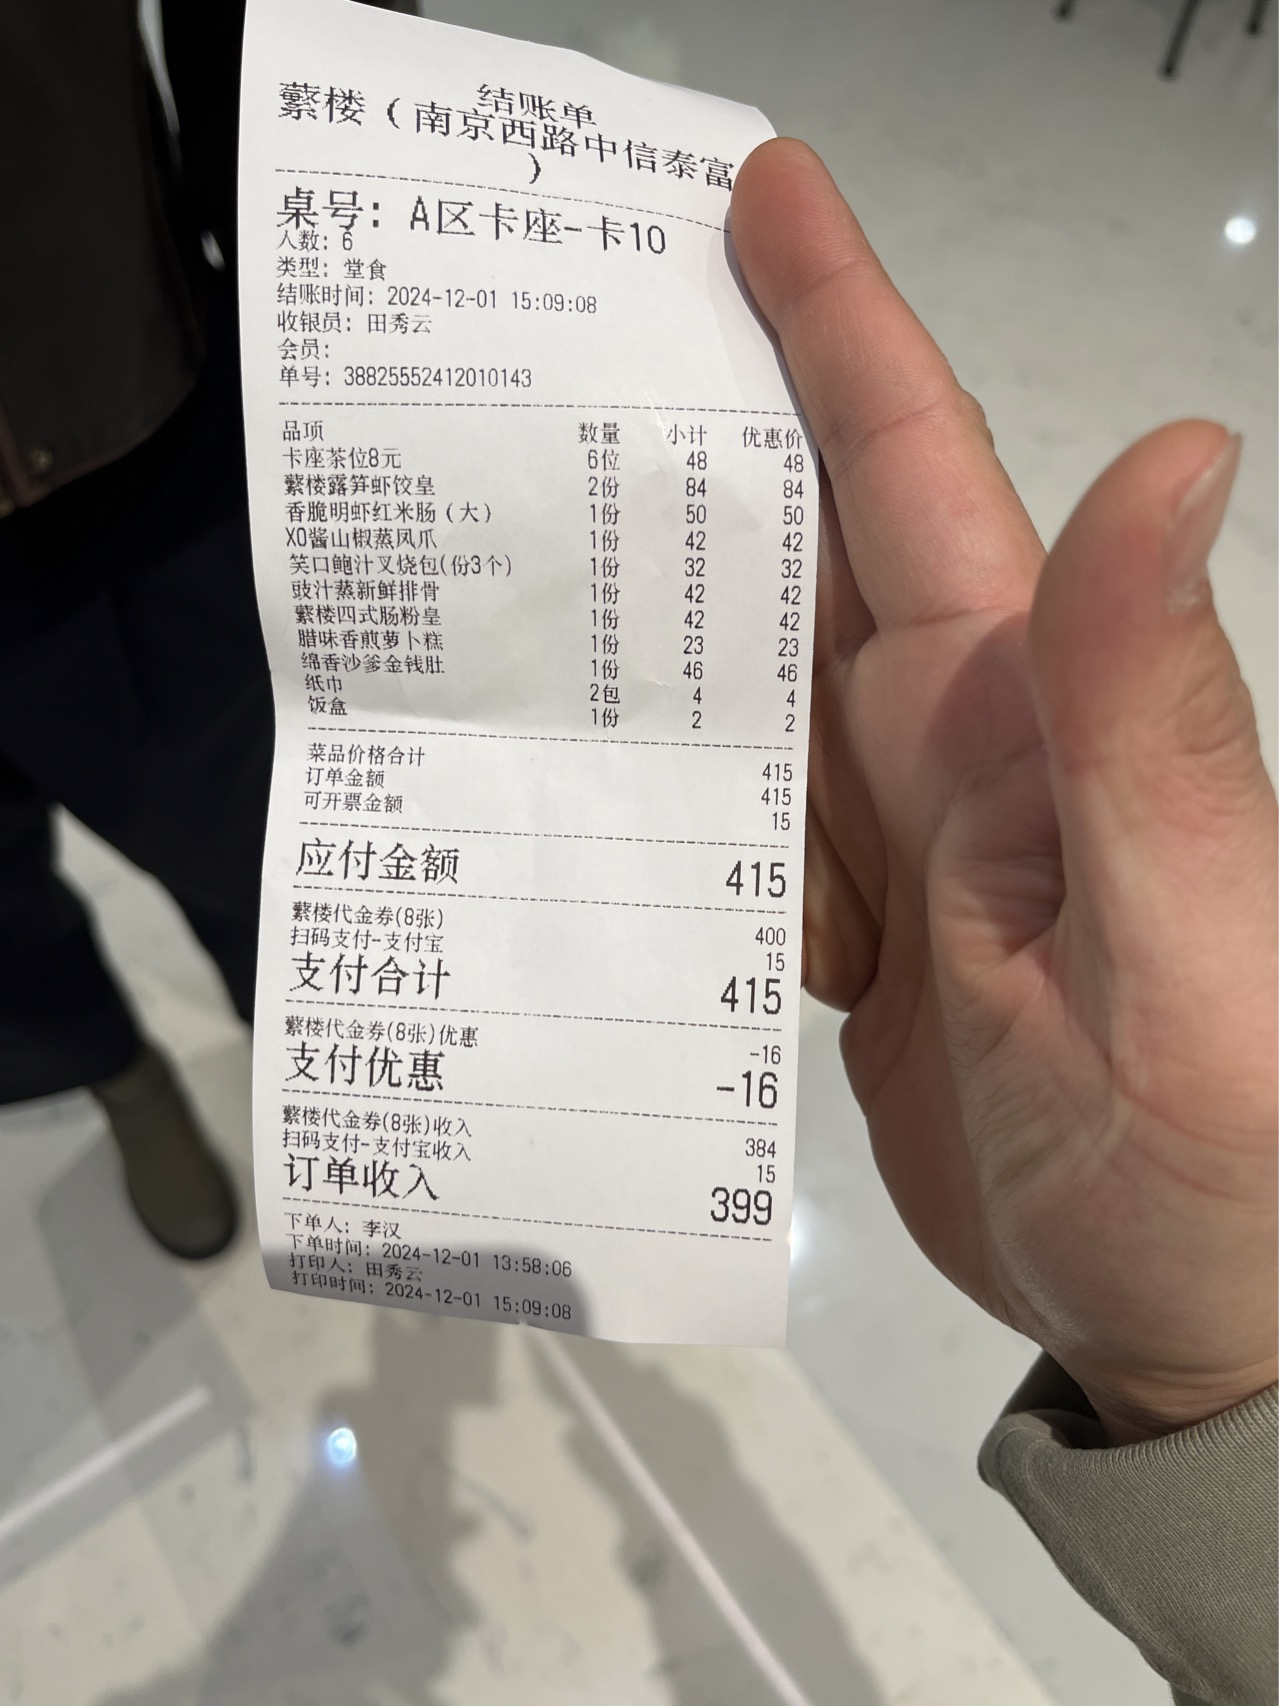 结账单
蘩楼（南京西路中信泰富
）
桌号: A区卡座-卡10
人数: 6
类型: 堂食
结账时间: 2024-12-01 15:09:08
收银员: 田秀云
会员:
单号: 38825552412010143
品项 数量 小计 优惠价
卡座茶位8元 6位 48 48
蘩楼露笋虾饺皇 2份 84 84
香脆明虾红米肠（大） 1份 50 50
XO酱山椒蒸凤爪 1份 42 42
笑口鲍汁叉烧包(份3个) 1份 32 32
豉汁蒸新鲜排骨 1份 42 42
蘩楼四式肠粉皇 1份 42 42
腊味香煎萝卜糕 1份 23 23
绵香沙爹金钱肚 1份 46 46
纸巾 2包 4 4
饭盒 1份 2 2
菜品价格合计 415
订单金额 415
可开票金额 15
应付金额 415
蘩楼代金券(8张) 400
扫码支付-支付宝 15
支付合计 415
蘩楼代金券(8张)优惠 -16
支付优惠 -16
蘩楼代金券(8张)收入 384
扫码支付-支付宝收入 15
订单收入 399
下单人: 李汉
下单时间: 2024-12-01 13:58:06
打印人: 田秀云
打印时间: 2024-12-01 15:09:08